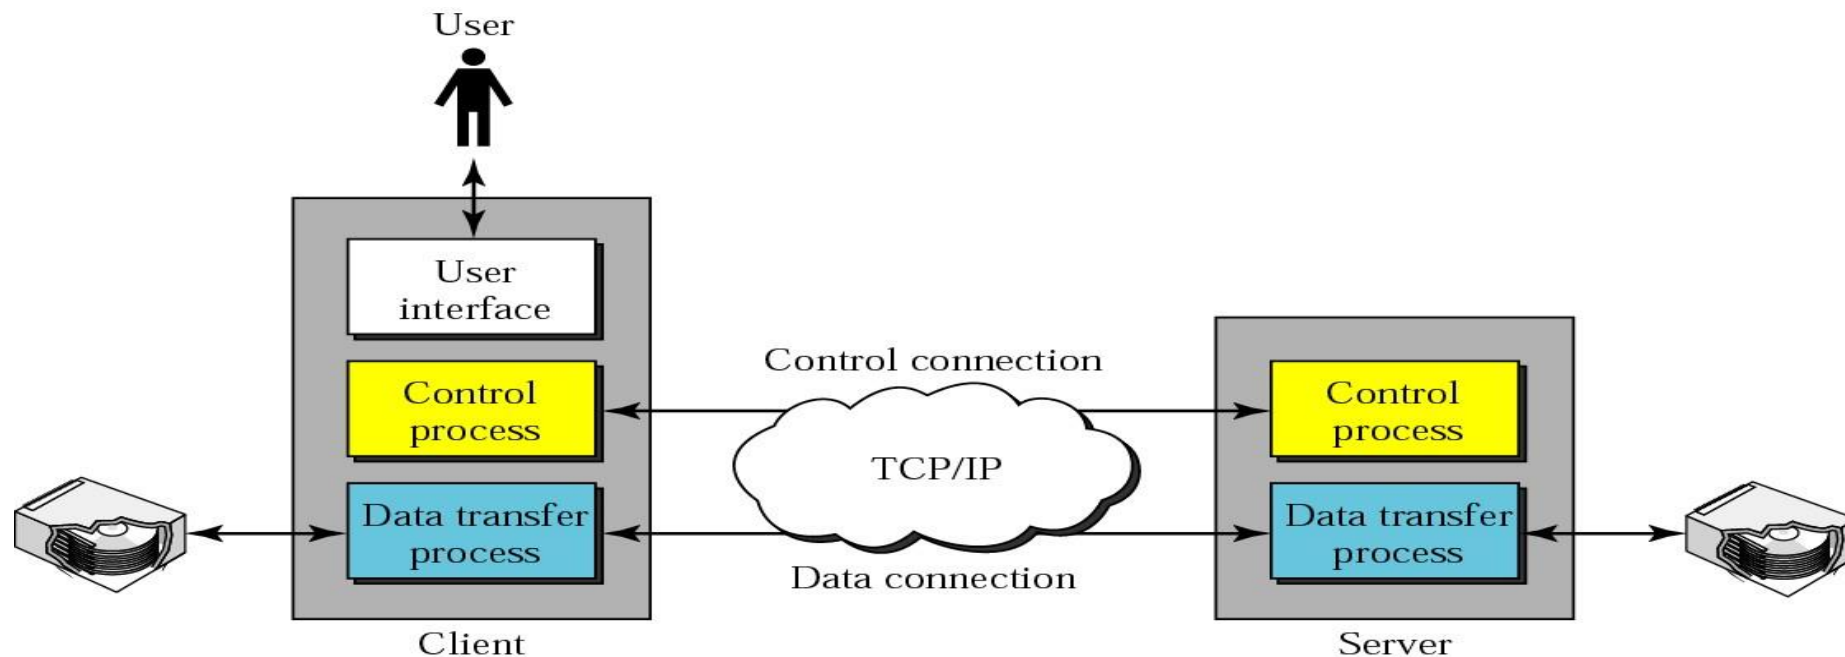 User
User
interface
Control connection
Control
process
Control
process
TCP/IP
Data transfer
process
Data transfer
process
Data connection
Client
Server